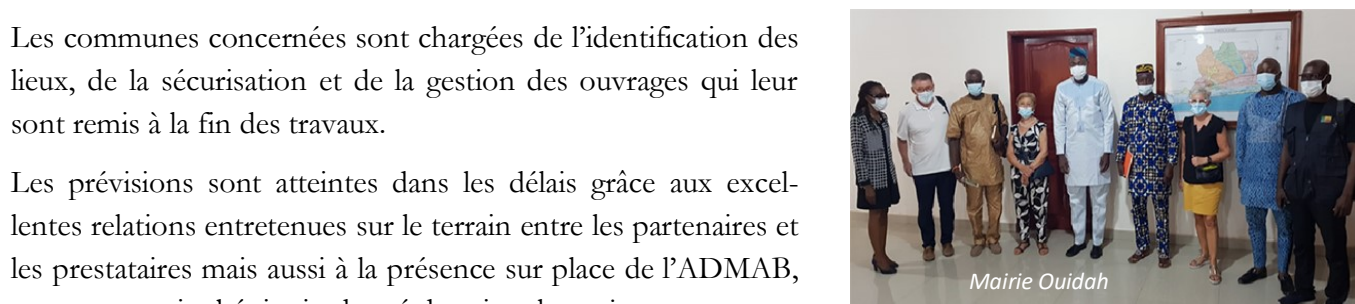 Les communes concernées sont chargées de l’identification des
lieux, de la sécurisation et de la gestion des ouvrages qui leur
sont remis à la fin des travaux.
Les prévisions sont atteintes dans les délais grâce aux excel-
lentes relations entretenues sur le terrain entre les partenaires et
les prestataires mais aussi à la présence sur place de l’ADMAB,
Mairie Ouidah